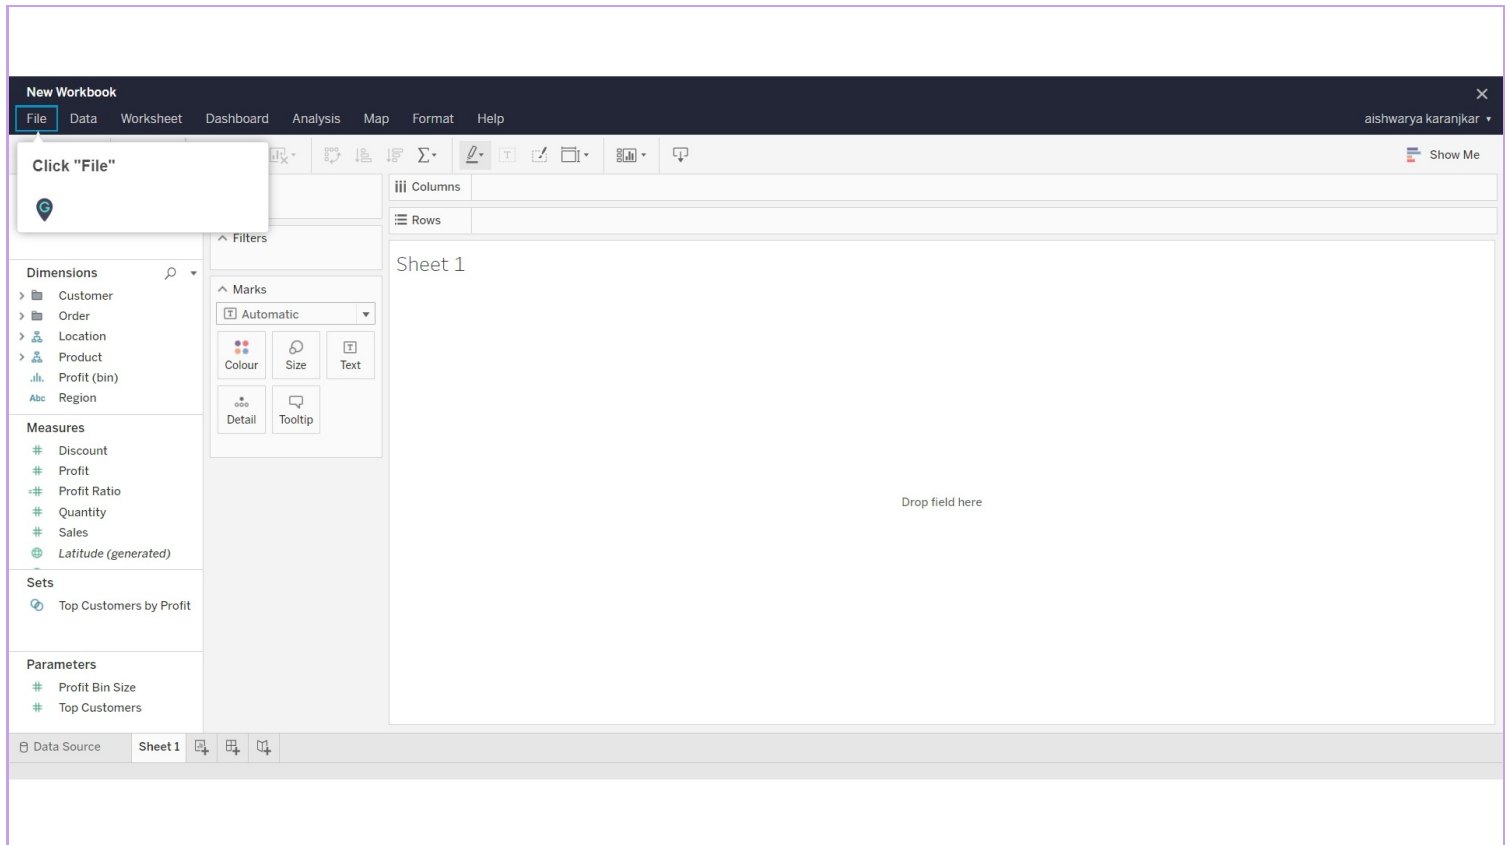 New Workbook
File Data Worksheet Dashboard Analysis Map Format Help aishwarya karanjkar
Click "File"
Show Me
Columns
Rows
Filters
Sheet 1
Dimensions
Customer
Order
Location
Product
Profit (bin)
Abc Region
Marks
Automatic
Colour Size Text
Detail Tooltip
Measures
Discount
Profit
Profit Ratio
Quantity
Sales
Latitude (generated)
Drop field here
Sets
Top Customers by Profit
Parameters
Profit Bin Size
Top Customers
Data Source Sheet 1